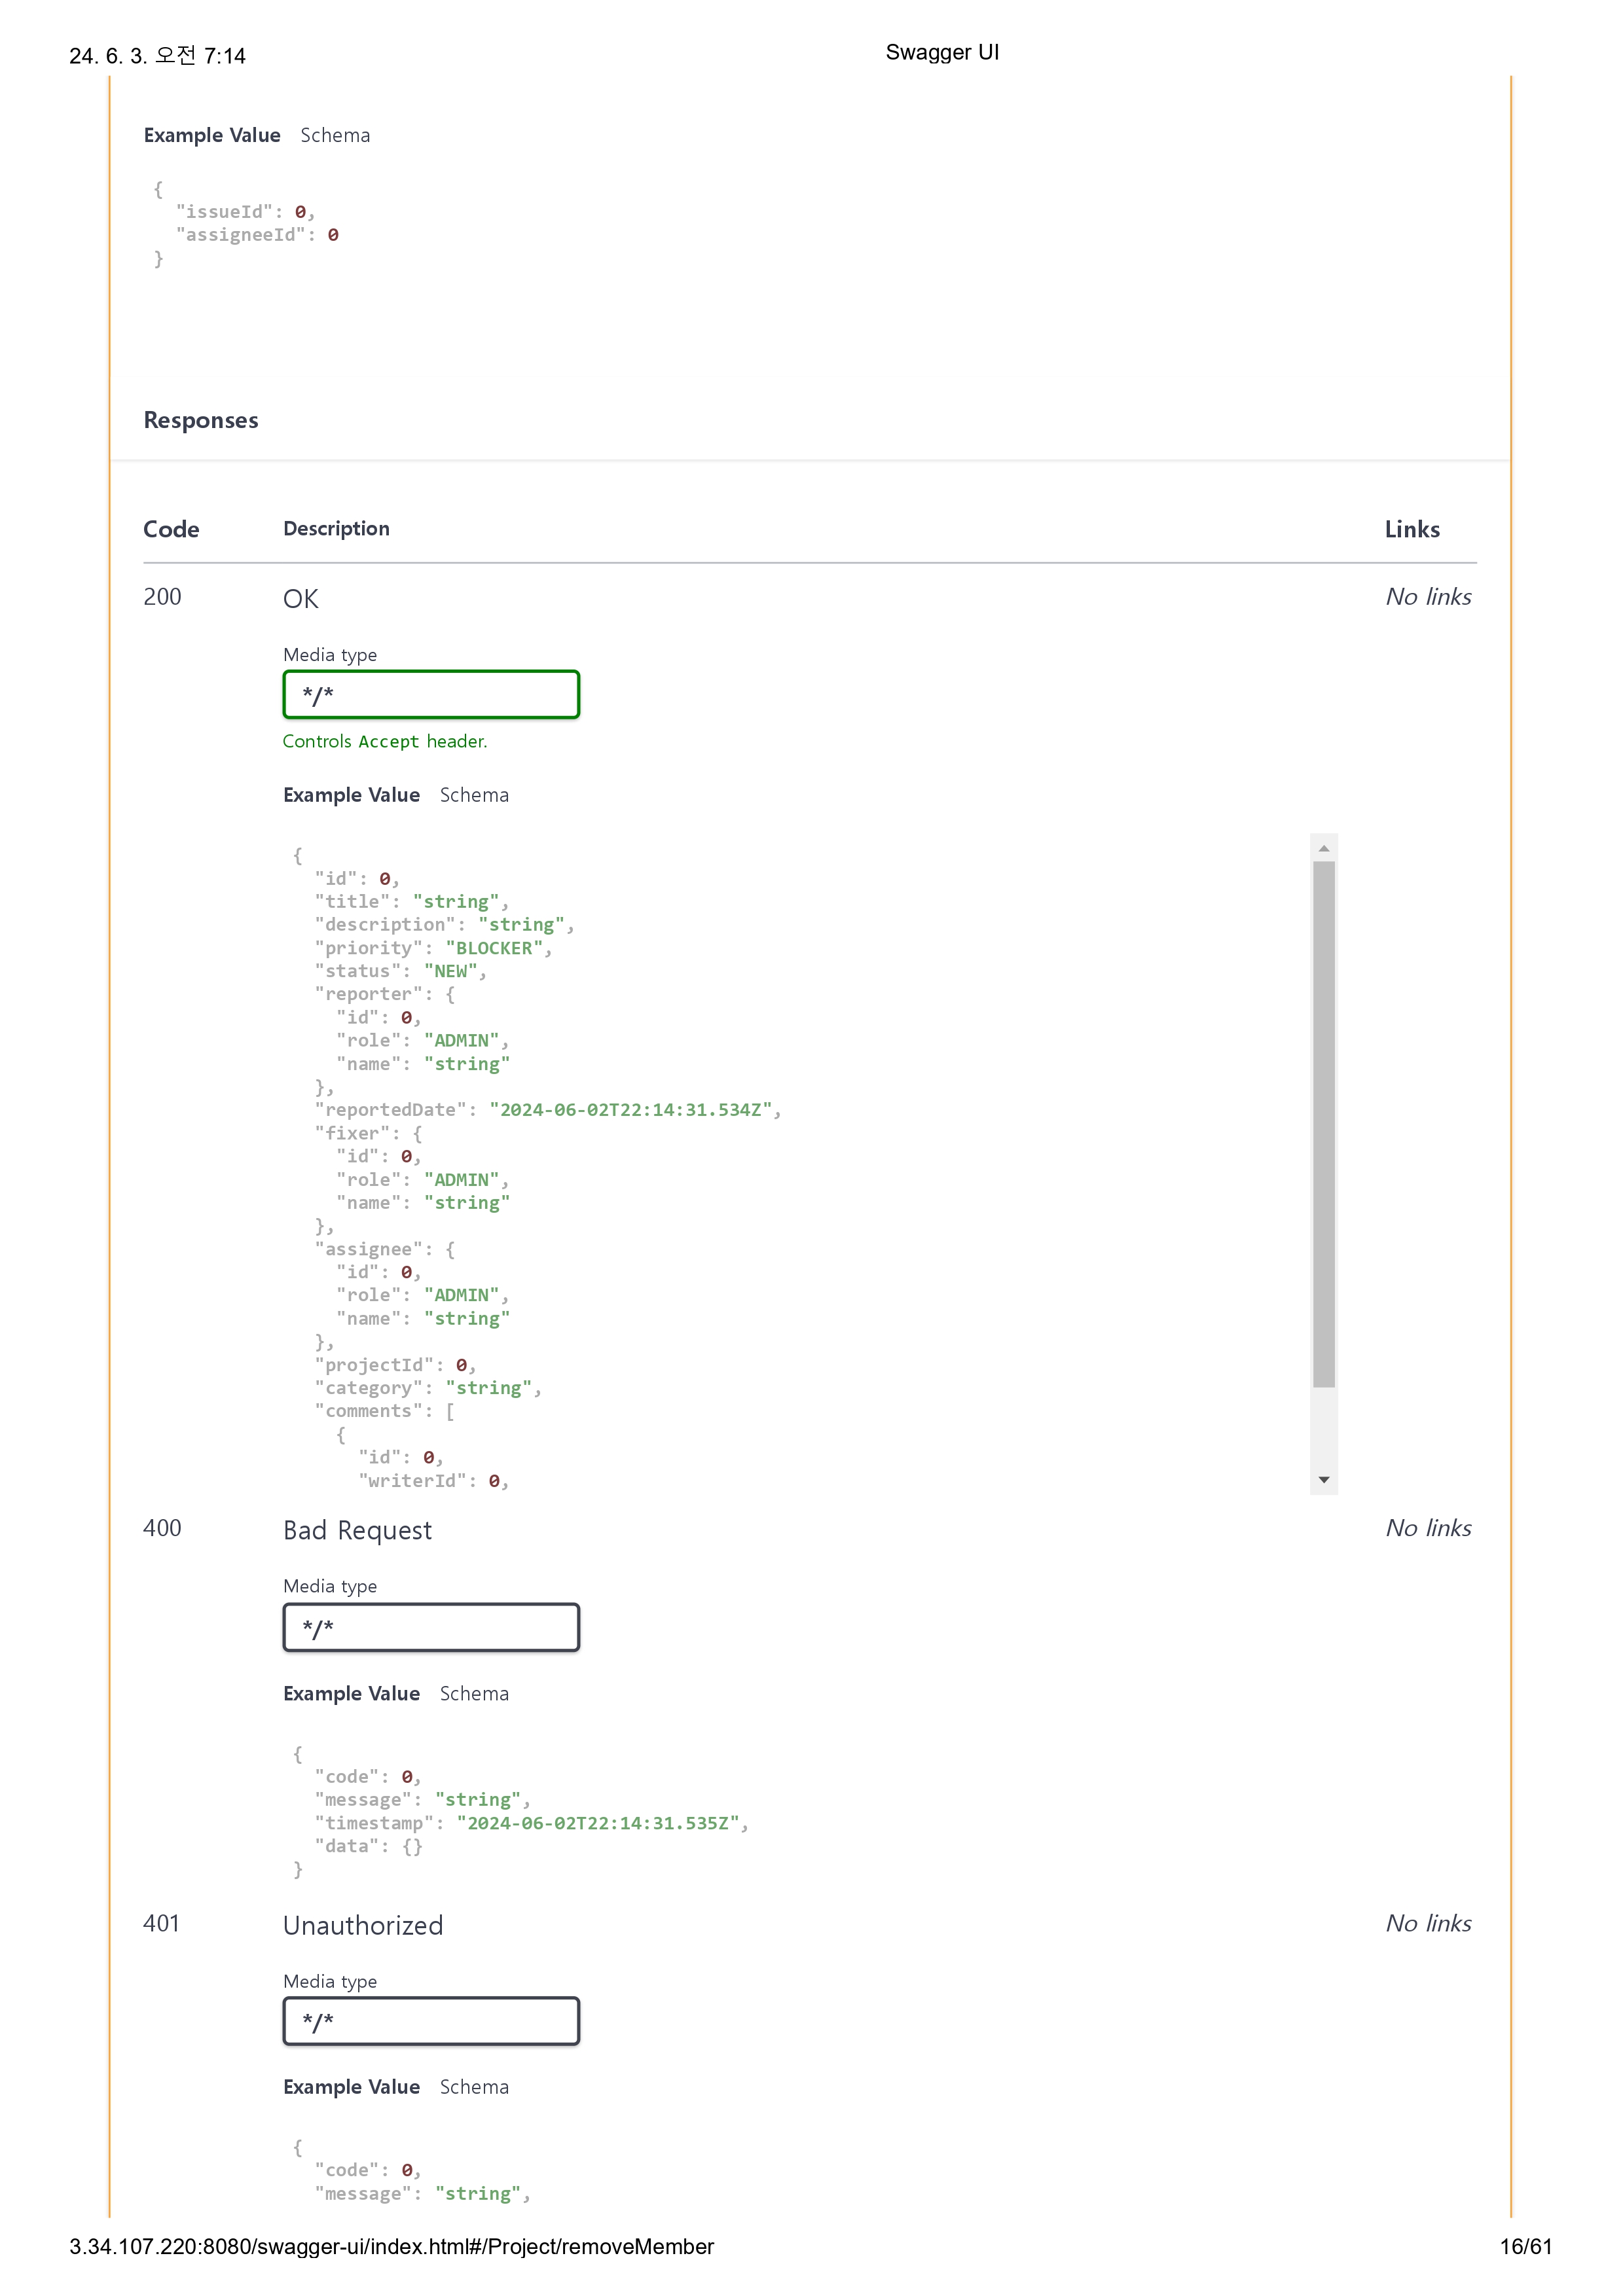 24. 6. 3. 오전 7:14
Swagger UI
Example Value Schema
{
  "issueId": 0,
  "assigneeId": 0
}
Responses
Code Description Links
200 OK No links
Media type
*/*
Controls Accept header.
Example Value Schema
{
  "id": 0,
  "title": "string",
  "description": "string",
  "priority": "BLOCKER",
  "status": "NEW",
  "reporter": {
    "id": 0,
    "role": "ADMIN",
    "name": "string"
  },
  "reportedDate": "2024-06-02T22:14:31.534Z",
  "fixer": {
    "id": 0,
    "role": "ADMIN",
    "name": "string"
  },
  "assignee": {
    "id": 0,
    "role": "ADMIN",
    "name": "string"
  },
  "projectId": 0,
  "category": "string",
  "comments": [
    {
      "id": 0,
      "writerId": 0,
400 Bad Request No links
Media type
*/*
Example Value Schema
{
  "code": 0,
  "message": "string",
  "timestamp": "2024-06-02T22:14:31.535Z",
  "data": {}
}
401 Unauthorized No links
Media type
*/*
Example Value Schema
{
  "code": 0,
  "message": "string",
3.34.107.220:8080/swagger-ui/index.html#/Project/removeMember
16/61